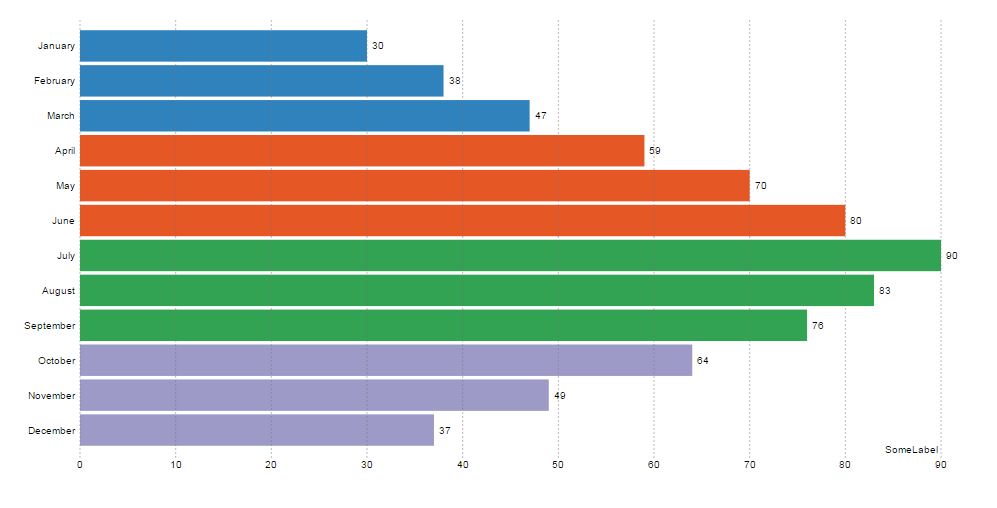 January 30
February 38
March 47
April 59
May 70
June 80
July 90
August 83
September 76
October 64
November 49
December 37
SomeLabel
0 10 20 30 40 50 60 70 80 90